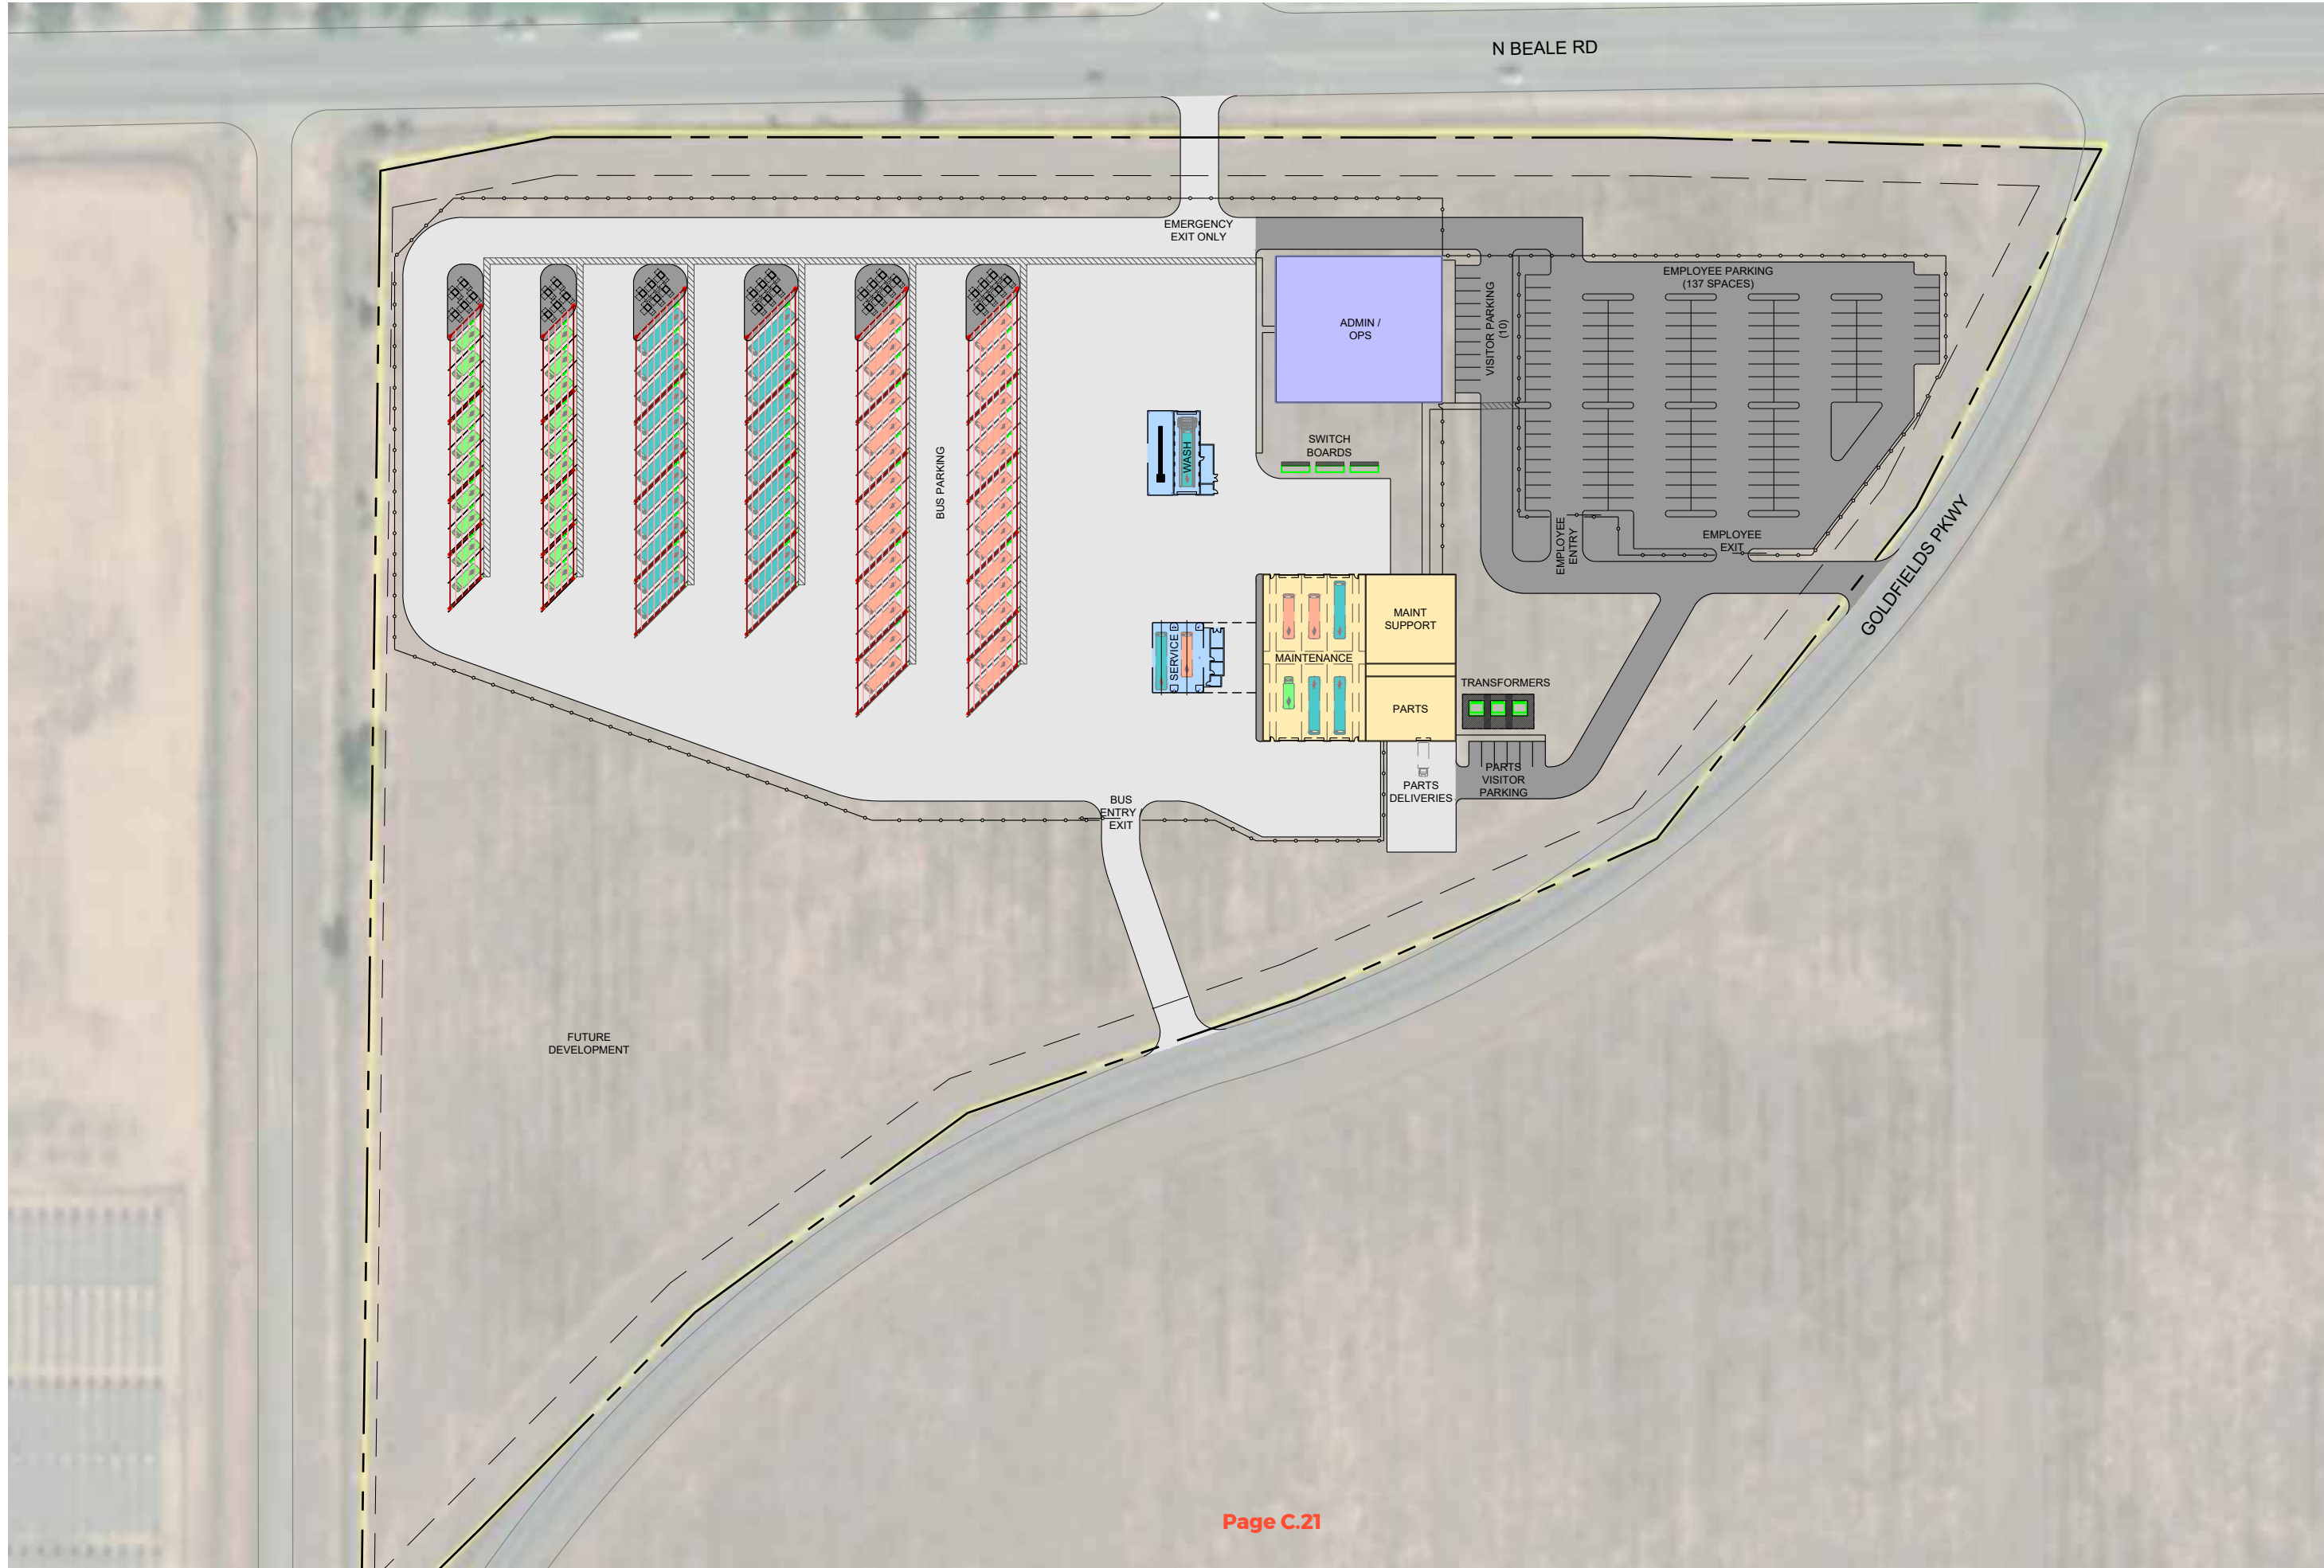 N BEALE RD
EMERGENCY
EXIT ONLY
EMPLOYEE PARKING
(137 SPACES)
ADMIN /
OPS
VISITOR PARKING
(10)
SWITCH
BOARDS
WASH
BUS PARKING
EMPLOYEE
ENTRY
EMPLOYEE
EXIT
GOLDFIELDS PKWY
MAINT
SUPPORT
SERVICE
MAINTENANCE
TRANSFORMERS
PARTS
PARTS
VISITOR
PARKING
PARTS
DELIVERIES
BUS
ENTRY /
EXIT
FUTURE
DEVELOPMENT
Page C.21